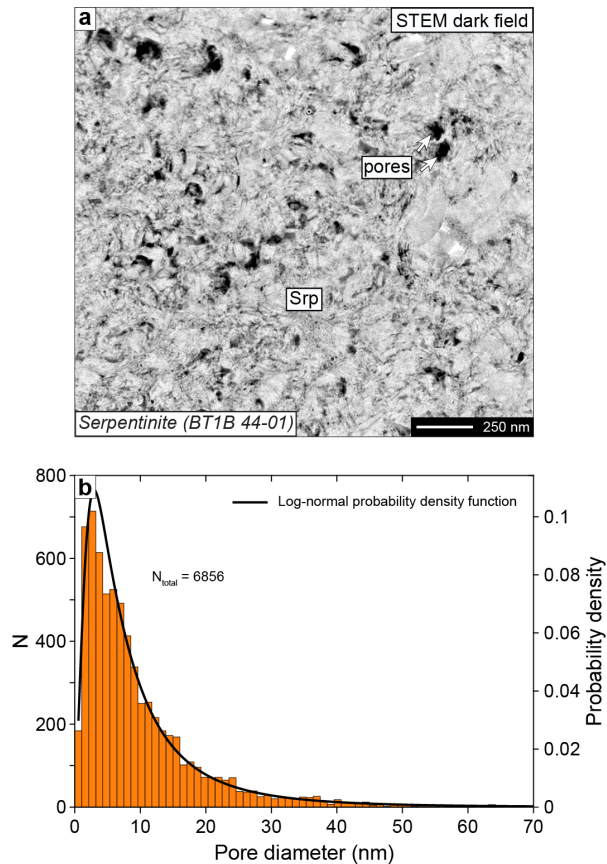 a
STEM dark field
pores
Srp
Serpentinite (BT1B 44-01)
250 nm
b
Log-normal probability density function
Ntotal = 6856
800
600
400
200
0
N
0.1
0.08
0.06
0.04
0.02
0
Probability density
0 10 20 30 40 50 60 70
Pore diameter (nm)